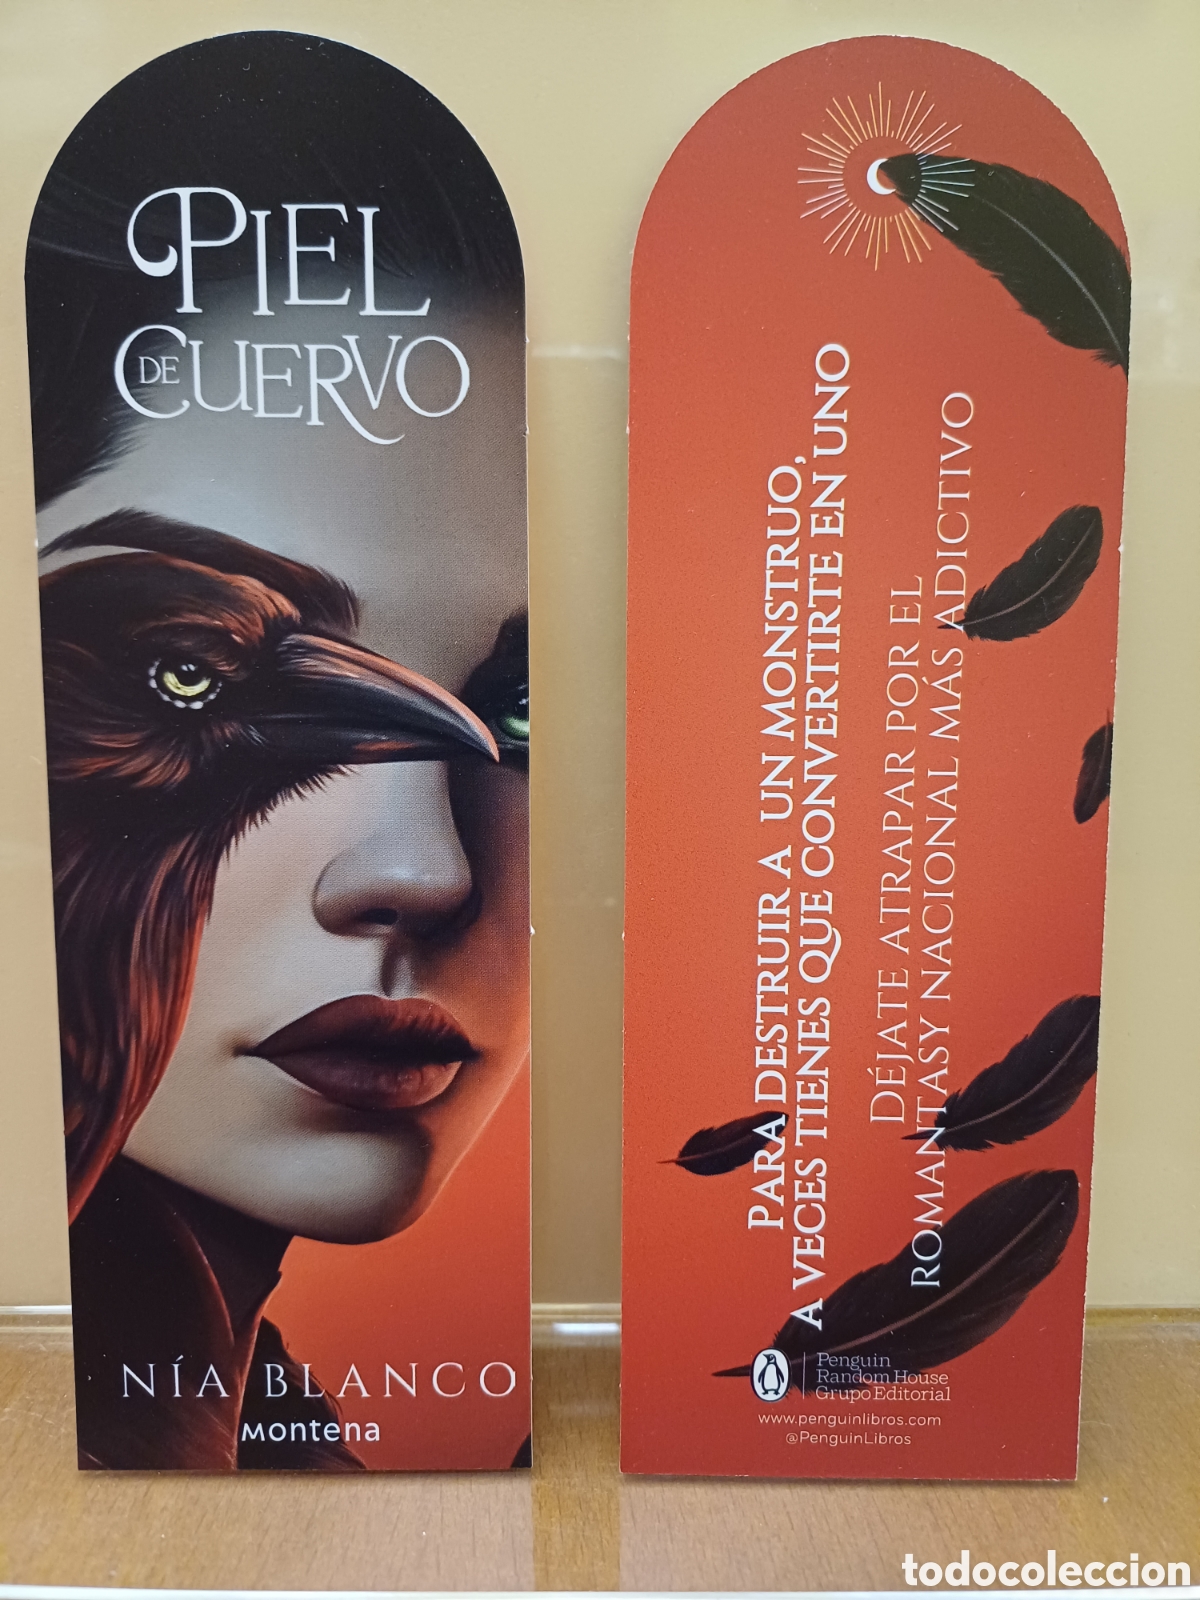 PIEL
DE CUERVO
NÍA BLANCO
Montena
PARA DESTRUIR A UN MONSTRUO,
A VECES TIENES QUE CONVERTIRTE EN UNO
DÉJATE ATRAPAR POR EL
ROMANTASY NACIONAL MÁS ADICTIVO
Penguin
Random House
Grupo Editorial
www.penguinlibros.com
@PenguinLibros
todocoleccion